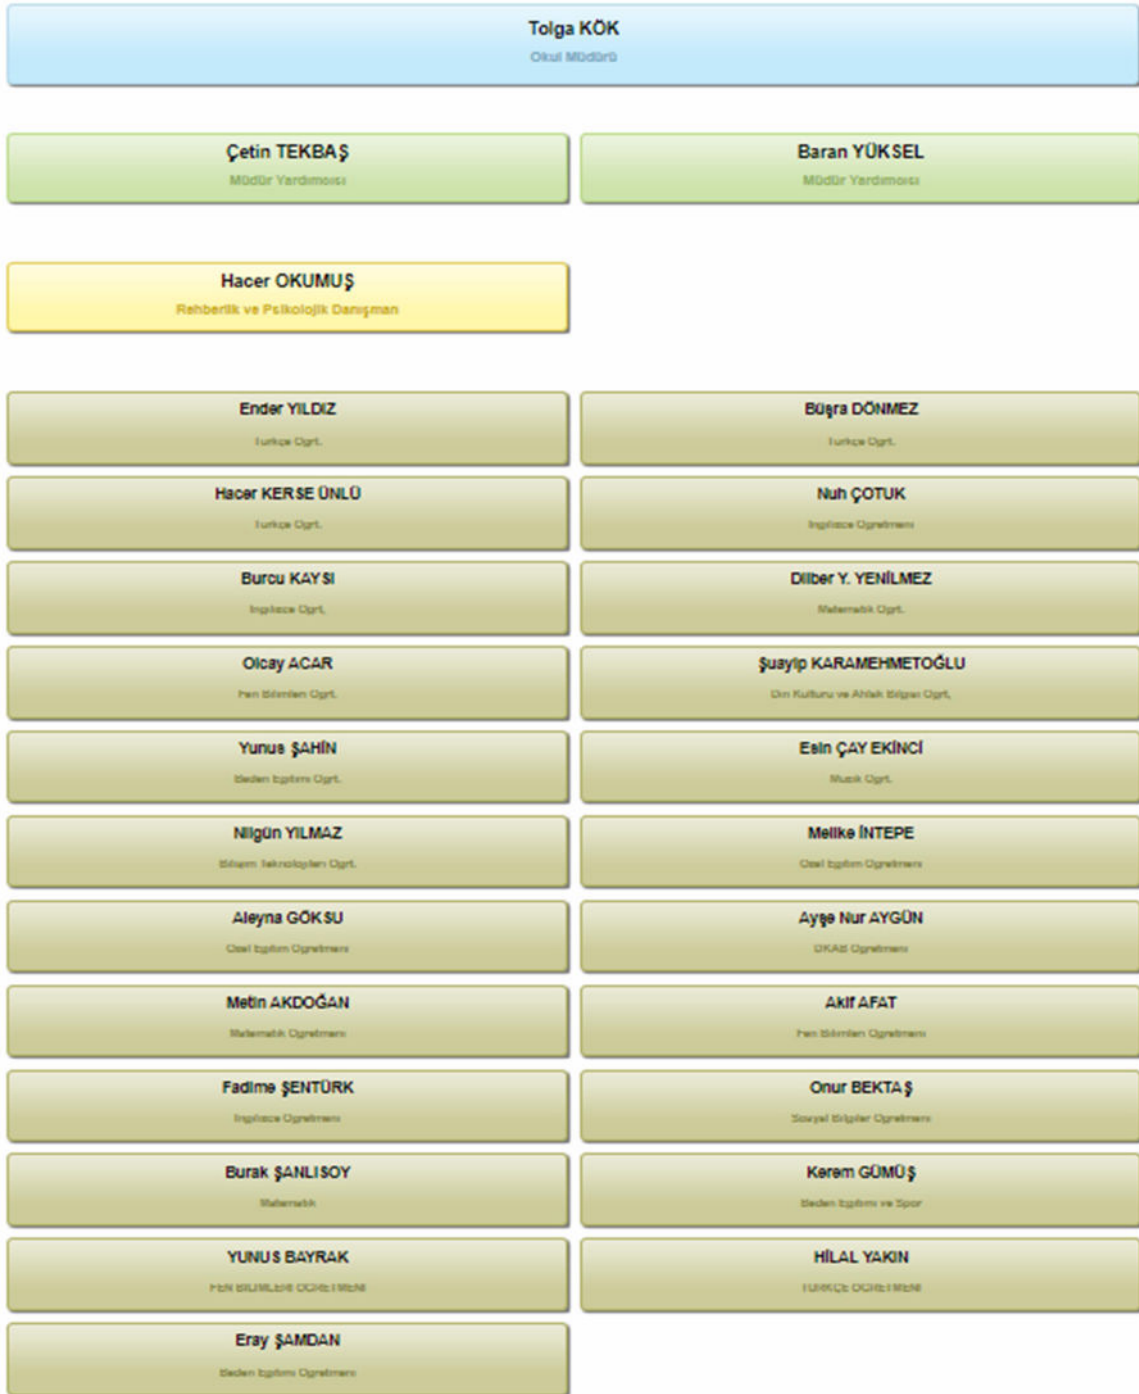 Tolga KÖK
Okul Müdürü
Çetin TEKBAŞ
Müdür Yardımcısı
Baran YÜKSEL
Müdür Yardımcısı
Hacer OKUMUŞ
Rehberlik ve Psikolojik Danışman
Ender YILDIZ
Türkçe Öğrt.
Büşra DÖNMEZ
Türkçe Öğrt.
Hacer KERSE ÜNLÜ
Türkçe Öğrt.
Nuh ÇOTUK
İngilizce Öğretmeni
Burcu KAYSI
İngilizce Öğrt.
Dilber Y. YENİLMEZ
Matematik Öğrt.
Olcay ACAR
Fen Bilimleri Öğrt.
Şuayip KARAMEHMETOĞLU
Din Kültürü ve Ahlak Bilgisi Öğrt.
Yunus ŞAHİN
Beden Eğitimi Öğrt.
Esin ÇAY EKİNCİ
Müzik Öğrt.
Nilgün YILMAZ
Bilişim Teknolojileri Öğrt.
Melike İNTEPE
Özel Eğitim Öğretmeni
Aleyna GÖKSU
Özel Eğitim Öğretmeni
Ayşe Nur AYGÜN
DKAB Öğretmeni
Metin AKDOĞAN
Matematik Öğretmeni
Akif AFAT
Fen Bilimleri Öğretmeni
Fadime ŞENTÜRK
İngilizce Öğretmeni
Onur BEKTAŞ
Sosyal Bilgiler Öğretmeni
Burak ŞANLISOY
Matematik
Kerem GÜMÜŞ
Beden Eğitimi ve Spor
YUNUS BAYRAK
FEN BİLİMLERİ ÖĞRETMENİ
HİLAL YAKIN
TÜRKÇE ÖĞRETMENİ
Eray ŞAMDAN
Beden Eğitimi Öğretmeni